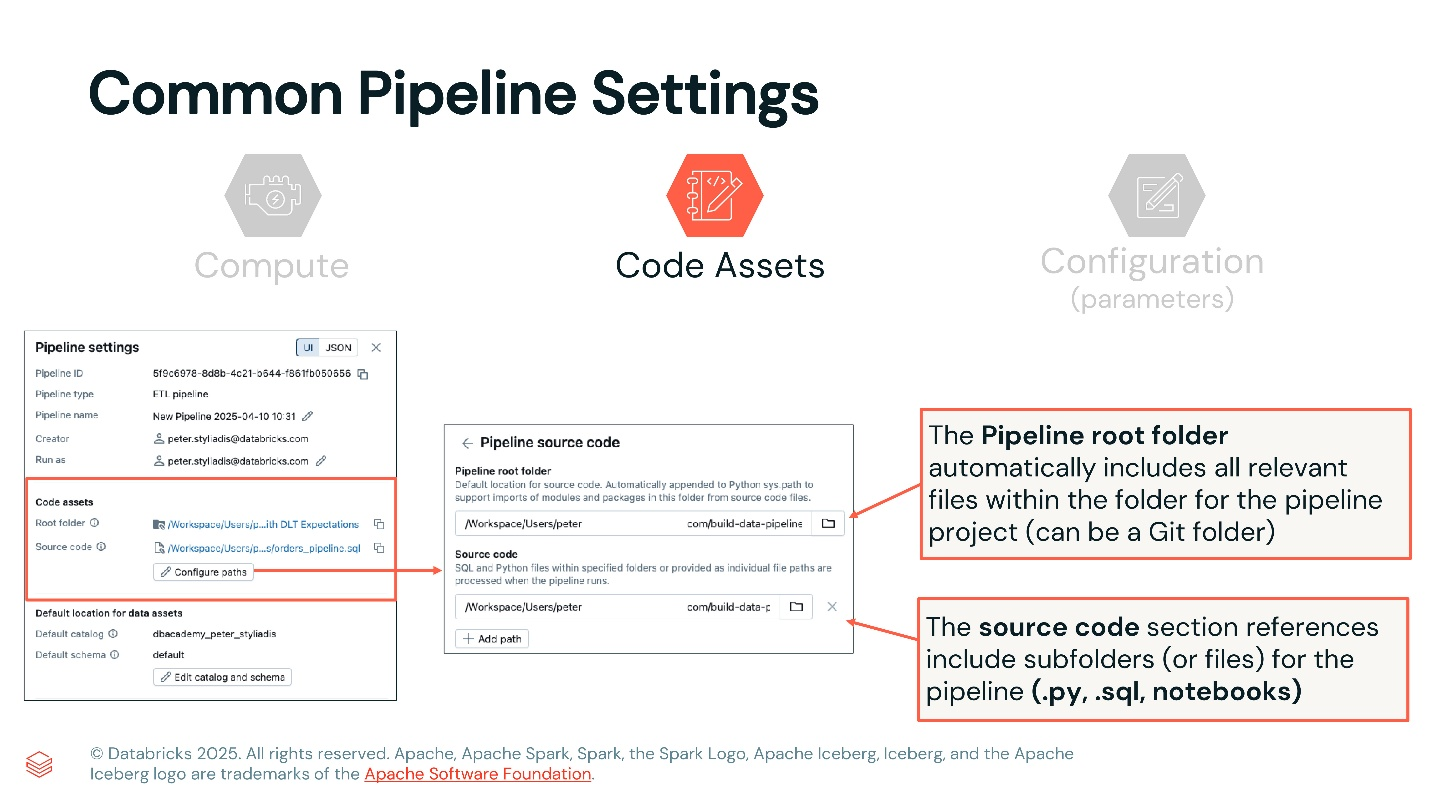 Common Pipeline Settings
Compute
Code Assets
Configuration
(parameters)
Pipeline settings
UI JSON
Pipeline ID 5f9c6978-8d8b-4c21-b644-f861fb050656
Pipeline type ETL pipeline
Pipeline name New Pipeline 2025-04-10 10:31
Creator peter.styliadis@databricks.com
Run as peter.styliadis@databricks.com
Code assets
Root folder /Workspace/Users/p...ith DLT Expectations
Source code /Workspace/Users/p...s/orders_pipeline.sql
Configure paths
Default location for data assets
Default catalog dbacademy_peter_styliadis
Default schema default
Edit catalog and schema
Pipeline source code
Pipeline root folder
Default location for source code. Automatically appended to Python sys.path to
support imports of modules and packages in this folder from source code files.
/Workspace/Users/peter com/build-data-pipeline
Source code
SQL and Python files within specified folders or provided as individual file paths are
processed when the pipeline runs.
/Workspace/Users/peter com/build-data-p
Add path
The Pipeline root folder
automatically includes all relevant
files within the folder for the pipeline
project (can be a Git folder)
The source code section references
include subfolders (or files) for the
pipeline (.py, .sql, notebooks)
© Databricks 2025. All rights reserved. Apache, Apache Spark, Spark, the Spark Logo, Apache Iceberg, Iceberg, and the Apache
Iceberg logo are trademarks of the Apache Software Foundation.